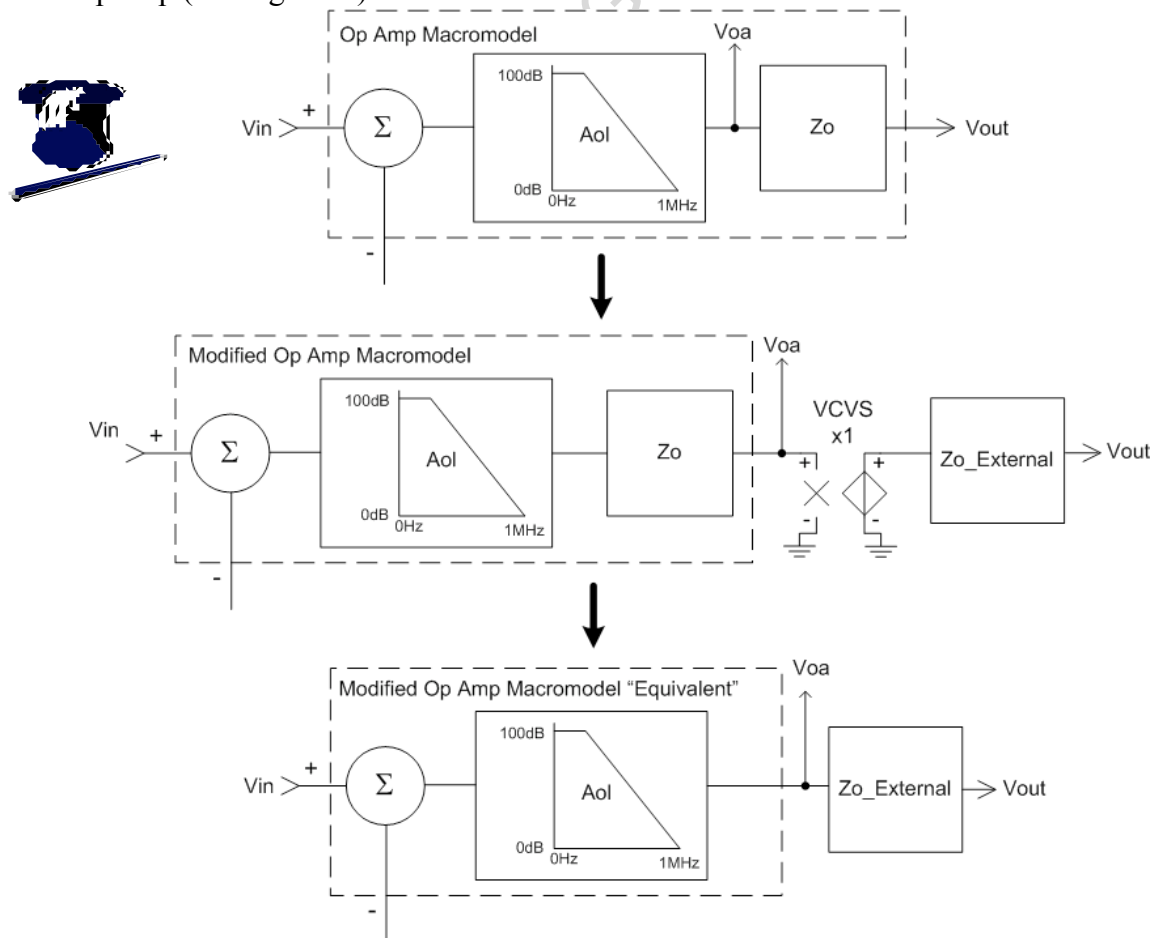 Op Amp Macromodel
Voa
100dB
Vin
+
Σ
Aol
Zo
Vout
0dB
0Hz
1MHz
-
Modified Op Amp Macromodel
Voa
VCVS
x1
100dB
Vin
+
Σ
Aol
Zo
+
+
Zo_External
Vout
0dB
0Hz
1MHz
-
-
-
Modified Op Amp Macromodel "Equivalent"
Voa
100dB
Vin
+
Σ
Aol
Zo_External
Vout
0dB
0Hz
1MHz
-